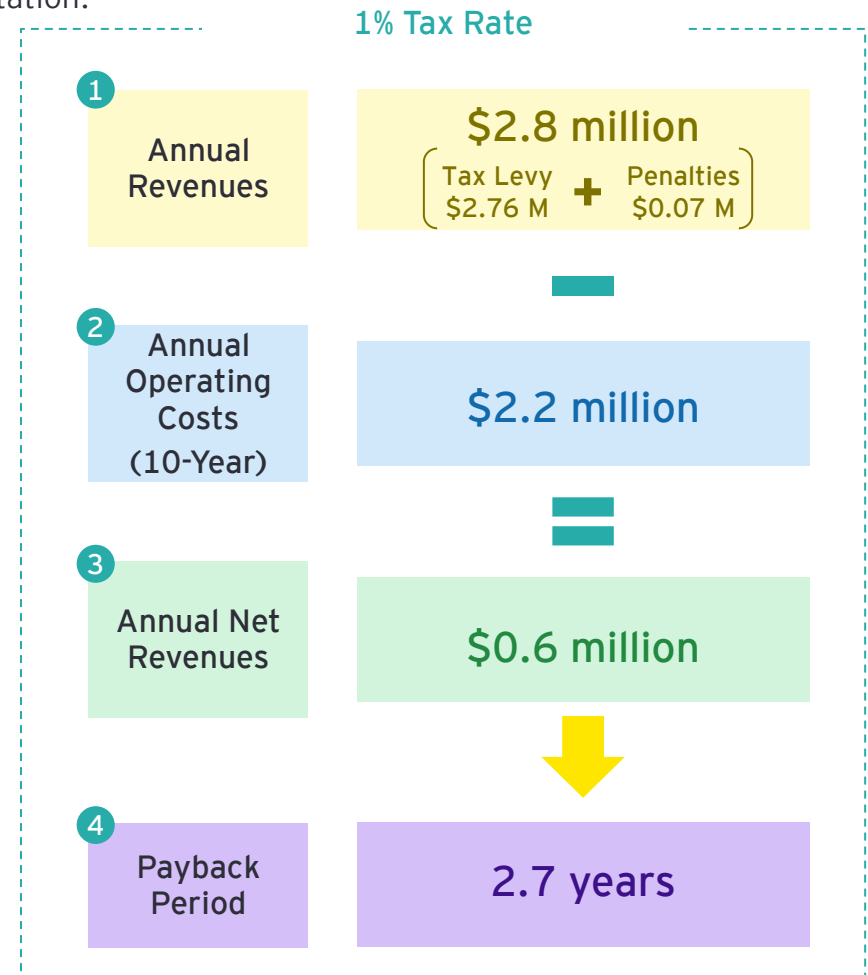 tation.
1% Tax Rate
1
Annual
Revenues
$2.8 million
Tax Levy + Penalties
$2.76 M $0.07 M
2
Annual
Operating
Costs
(10-Year)
$2.2 million
3
Annual Net
Revenues
$0.6 million
4
Payback
Period
2.7 years